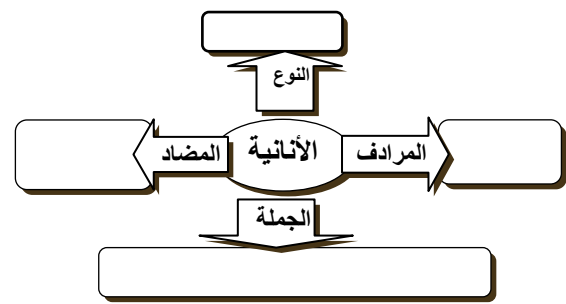 النوع
المرادف
الأنانية
المضاد
الجملة